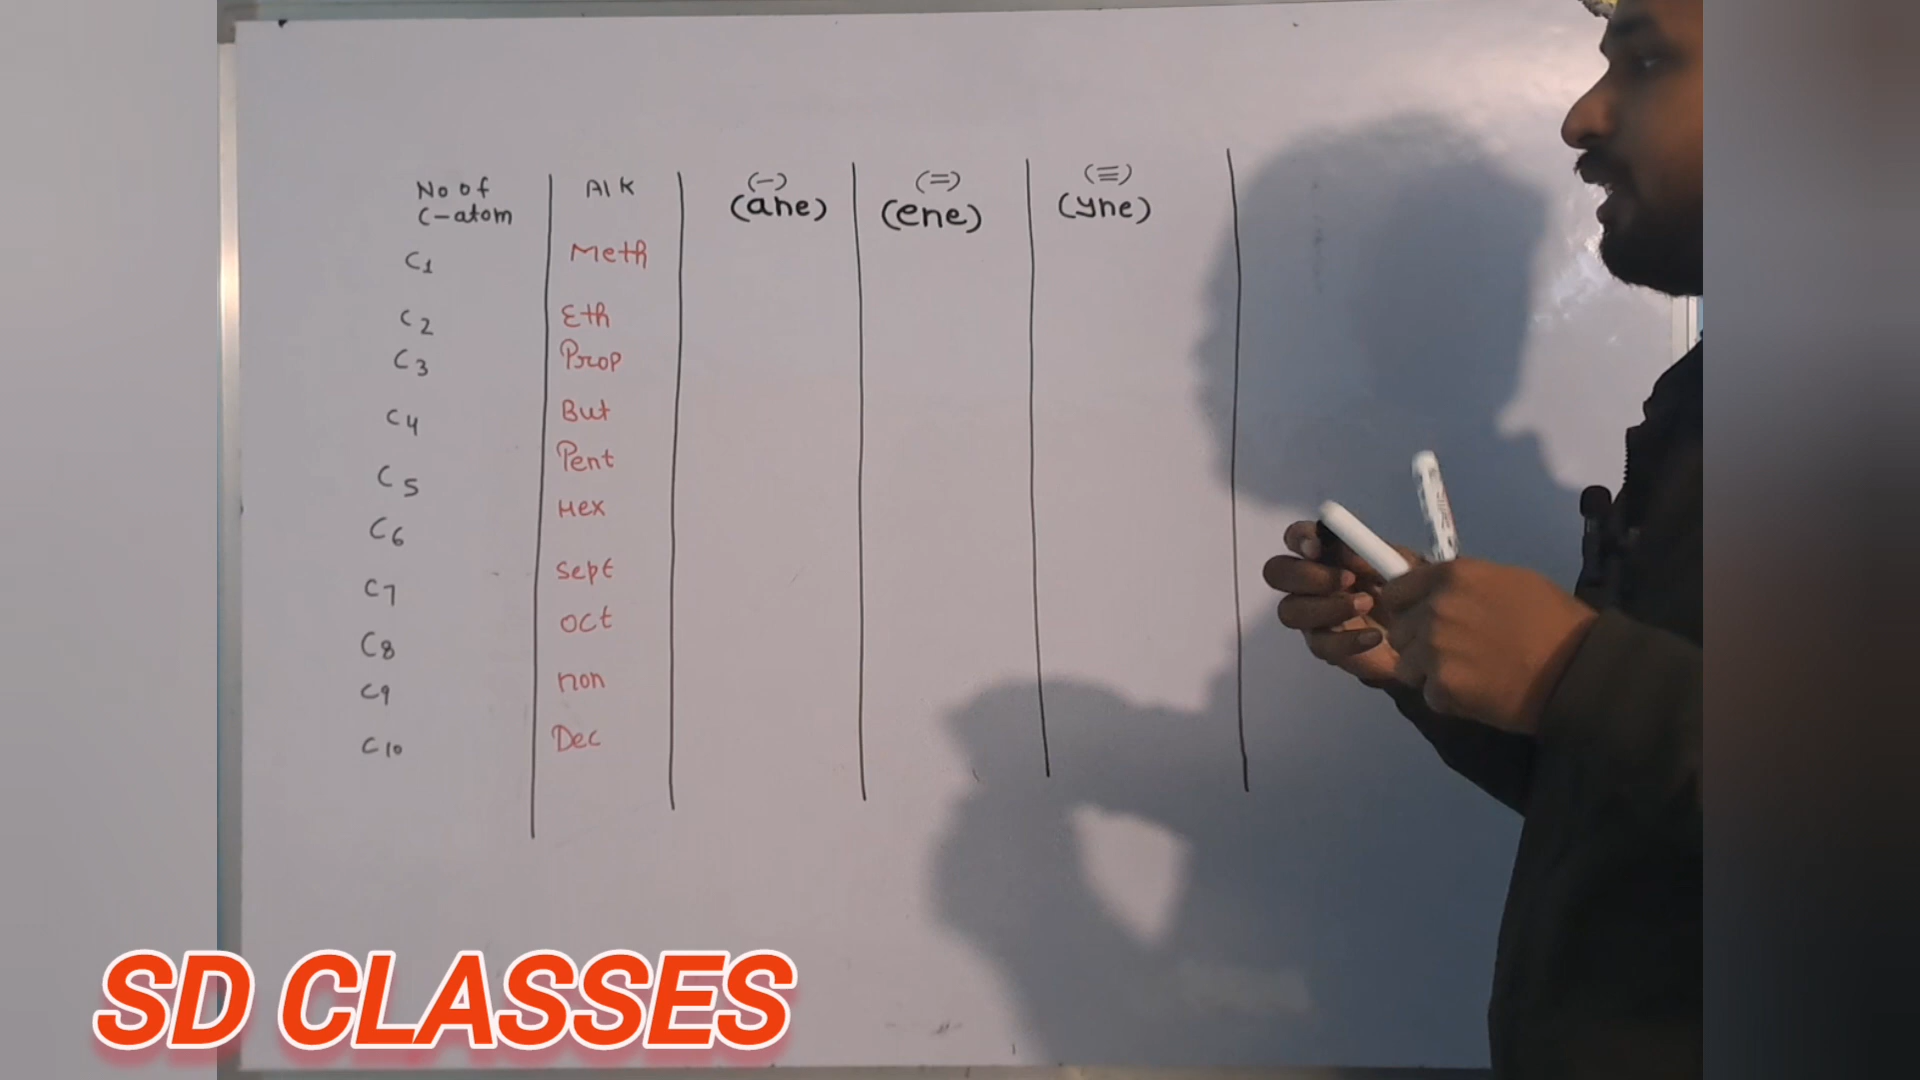 No of
C-atom
Alk
(-)
(ane)
(=)
(ene)
(≡)
(yne)
C1 Meth
C2 Eth
C3 Prop
C4 But
C5 Pent
C6 Hex
C7 Sept
C8 Oct
C9 non
C10 Dec
SD CLASSES